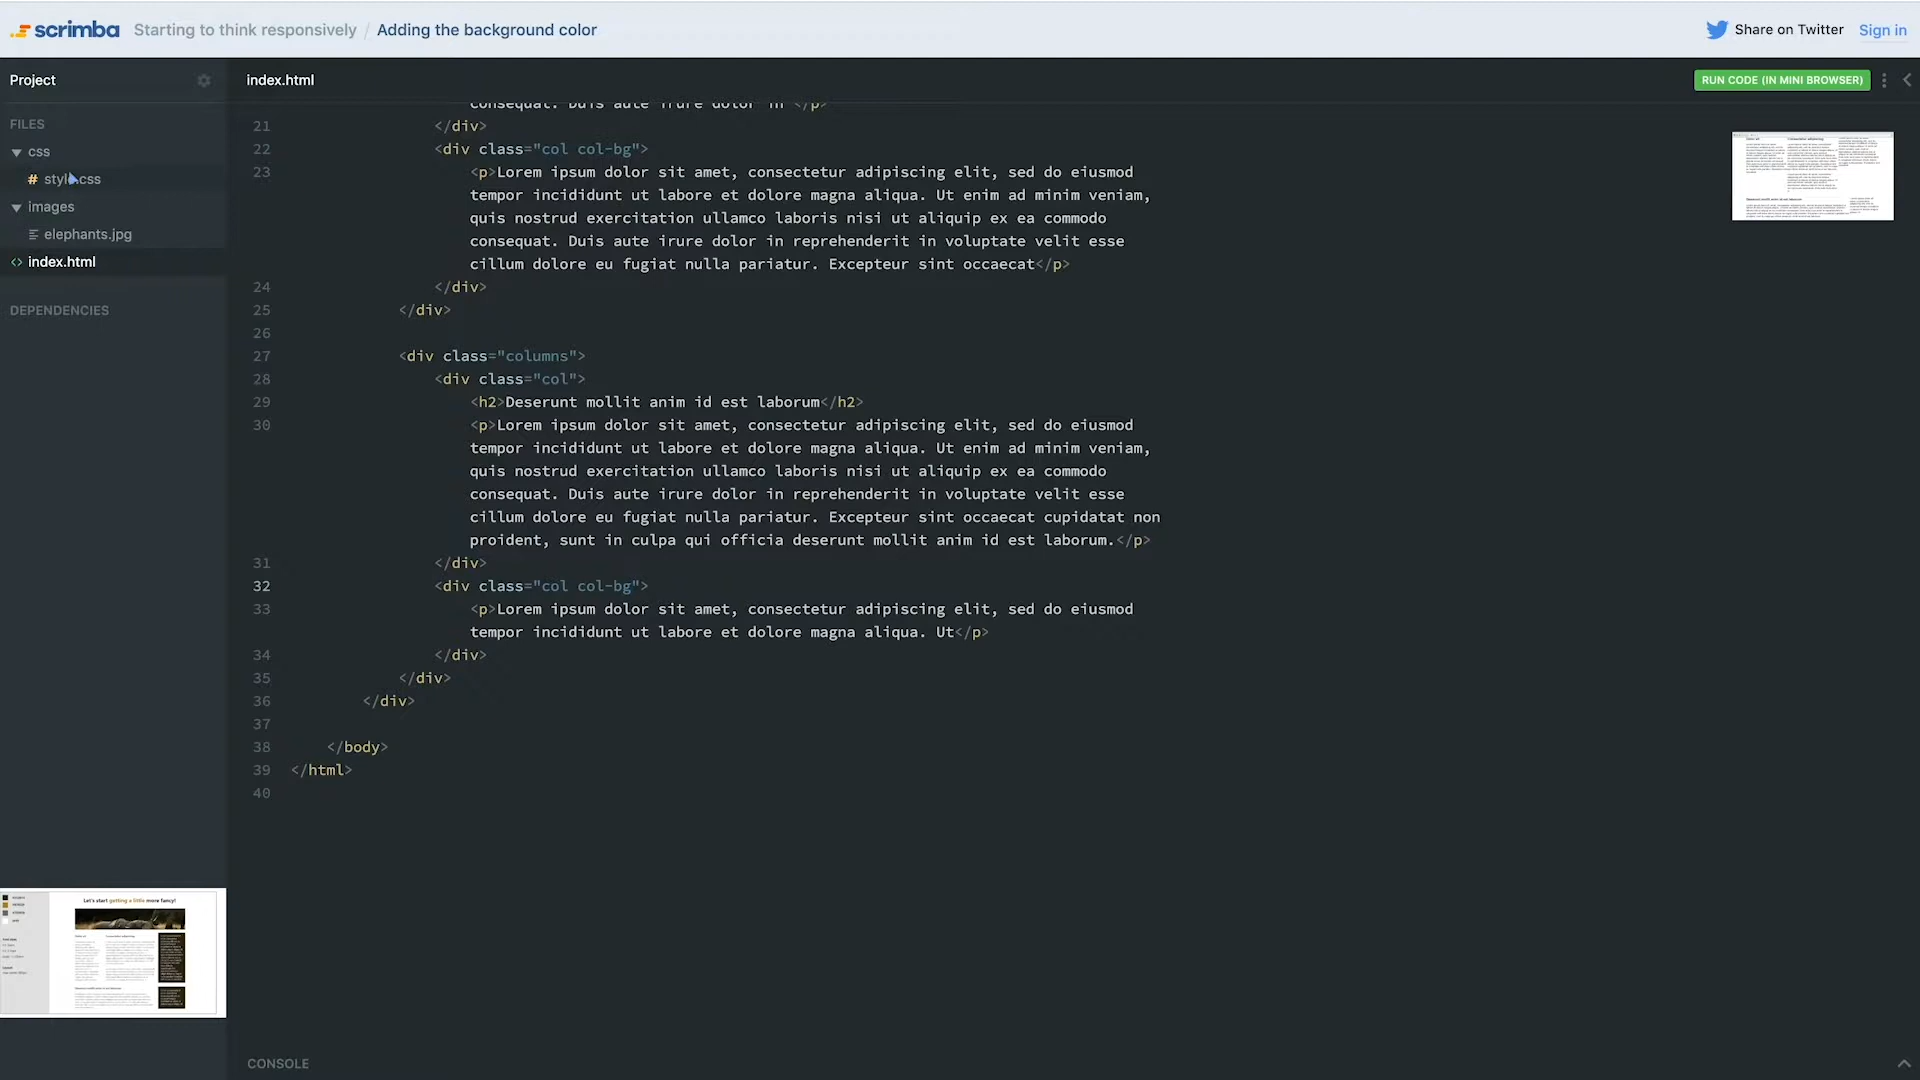 scrimba Starting to think responsively / Adding the background color
Share on Twitter Sign in
Project
index.html
RUN CODE (IN MINI BROWSER)
FILES
css
# style.css
images
elephants.jpg
<> index.html
DEPENDENCIES
consequat. Duis aute irure dolor in </p>
21 </div>
22 <div class="col col-bg">
23 <p>Lorem ipsum dolor sit amet, consectetur adipiscing elit, sed do eiusmod
tempor incididunt ut labore et dolore magna aliqua. Ut enim ad minim veniam,
quis nostrud exercitation ullamco laboris nisi ut aliquip ex ea commodo
consequat. Duis aute irure dolor in reprehenderit in voluptate velit esse
cillum dolore eu fugiat nulla pariatur. Excepteur sint occaecat</p>
24 </div>
25 </div>
26
27 <div class="columns">
28 <div class="col">
29 <h2>Deserunt mollit anim id est laborum</h2>
30 <p>Lorem ipsum dolor sit amet, consectetur adipiscing elit, sed do eiusmod
tempor incididunt ut labore et dolore magna aliqua. Ut enim ad minim veniam,
quis nostrud exercitation ullamco laboris nisi ut aliquip ex ea commodo
consequat. Duis aute irure dolor in reprehenderit in voluptate velit esse
cillum dolore eu fugiat nulla pariatur. Excepteur sint occaecat cupidatat non
proident, sunt in culpa qui officia deserunt mollit anim id est laborum.</p>
31 </div>
32 <div class="col col-bg">
33 <p>Lorem ipsum dolor sit amet, consectetur adipiscing elit, sed do eiusmod
tempor incididunt ut labore et dolore magna aliqua. Ut</p>
34 </div>
35 </div>
36 </div>
37
38 </body>
39 </html>
40
Let's start getting a little more fancy!
CONSOLE